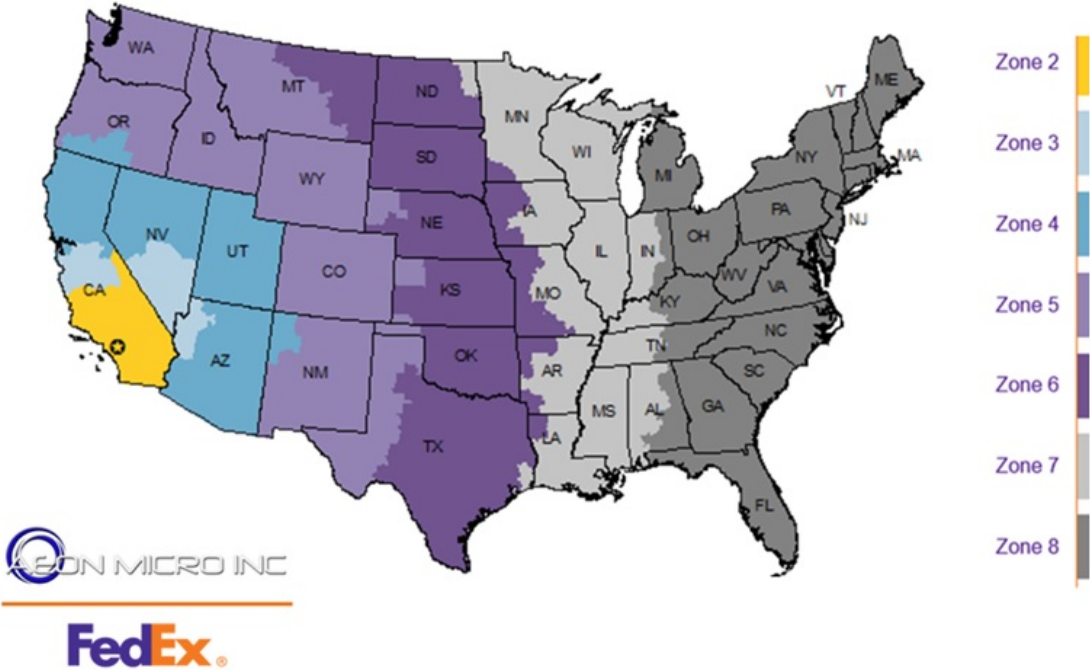 WA
MT
ND
MN
OR
ID
SD
WI
WY
MI
NY
VT
ME
MA
NE
IA
PA
NJ
NV
UT
IL
IN
OH
CO
KS
MO
WV
VA
CA
KY
AZ
NM
OK
AR
TN
NC
SC
TX
LA
MS
AL
GA
FL
Zone 2
Zone 3
Zone 4
Zone 5
Zone 6
Zone 7
Zone 8
AEON MICRO INC
FedEx®